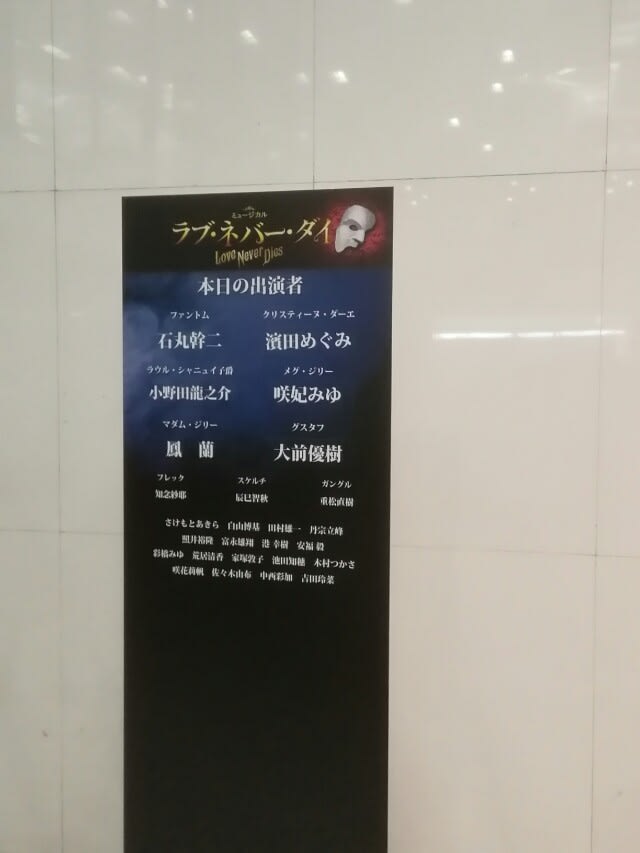 ミュージカル
ラブ・ネバー・ダイ
Love Never Dies
本日の出演者
ファントム クリスティーヌ・ダーエ
石丸幹二 濱田めぐみ
ラウル・シャニュイ子爵 メグ・ジリー
小野田龍之介 咲妃みゆ
マダム・ジリー グスタフ
鳳 蘭 大前優樹
フレック スケルチ ガングル
知念紗耶 辰巳智秋 重松直樹
さけもとあきら 白山博基 田村雄一 丹宗立峰
照井裕隆 富永雄翔 港 幸樹 安福 毅
彩橋みゆ 荒居清香 家塚敦子 池田知穂 木村つかさ
咲花莉帆 佐々木由布 中西彩加 吉田玲菜